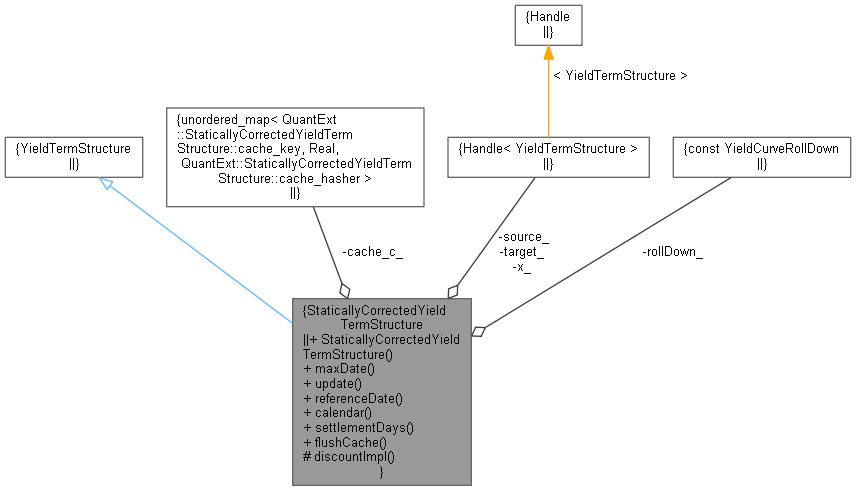 {Handle
||}
< YieldTermStructure >
{unordered_map< QuantExt
::StaticallyCorrectedYieldTerm
Structure::cache_key, Real,
QuantExt::StaticallyCorrectedYieldTerm
Structure::cache_hasher >
||}
{YieldTermStructure
||}
{Handle< YieldTermStructure >
||}
{const YieldCurveRollDown
||}
-cache_c_
-source_
-target_
-x_
-rollDown_
{StaticallyCorrectedYield
TermStructure
||+ StaticallyCorrectedYield
TermStructure()
+ maxDate()
+ update()
+ referenceDate()
+ calendar()
+ settlementDays()
+ flushCache()
# discountImpl()
}